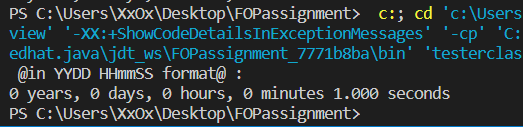 PS C:\Users\XxOx\Desktop\FOPassignment>  c:; cd 'c:\Users
view' '-XX:+ShowCodeDetailsInExceptionMessages' '-cp' 'C:
edhat.java\jdt_ws\FOPassignment_7771b8ba\bin' 'testerclass
 @in YYDD HHmmSS format@ :
0 years, 0 days, 0 hours, 0 minutes 1.000 seconds
PS C:\Users\XxOx\Desktop\FOPassignment>